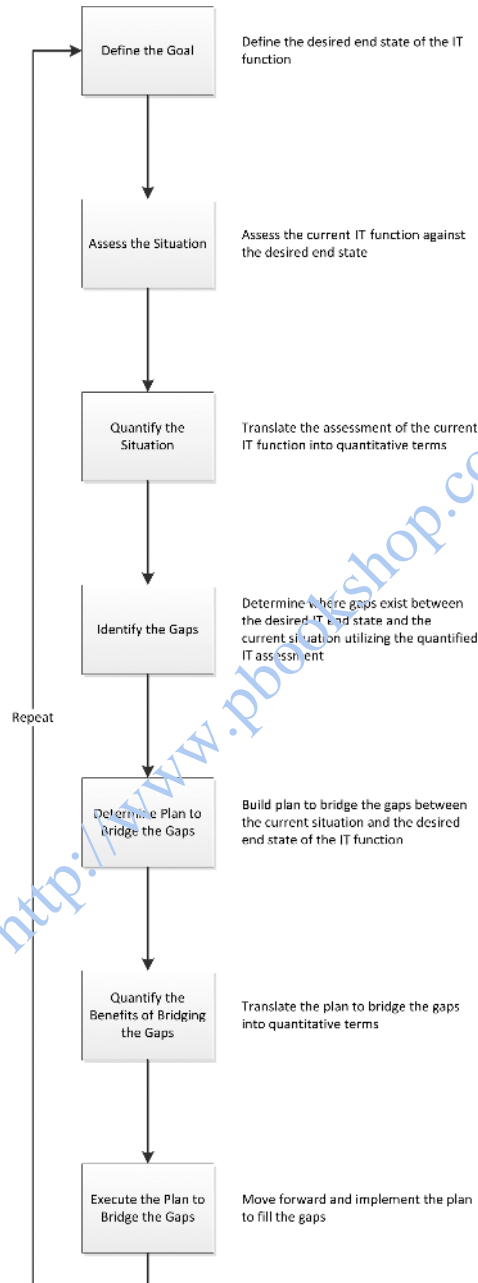 Define the Goal
Define the desired end state of the IT
function
Assess the Situation
Assess the current IT function against
the desired end state
Quantify the
Situation
Translate the assessment of the current
IT function into quantitative terms
Identify the Gaps
Determine where gaps exist between
the desired IT end state and the
current situation utilizing the quantified
IT assessment
Repeat
Determine Plan to
Bridge the Gaps
Build plan to bridge the gaps between
the current situation and the desired
end state of the IT function
Quantify the
Benefits of Bridging
the Gaps
Translate the plan to bridge the gaps
into quantitative terms
Execute the Plan to
Bridge the Gaps
Move forward and implement the plan
to fill the gaps
http://www.pbookshop.co